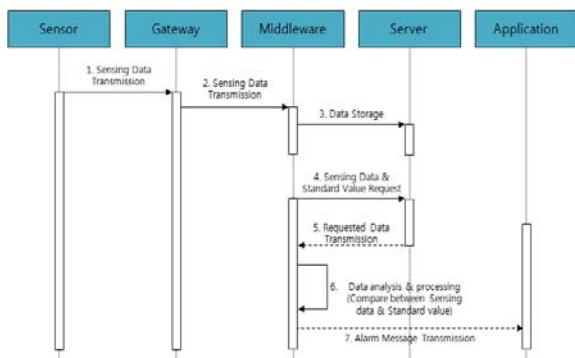 Sensor
Gateway
Middleware
Server
Application
1. Sensing Data
Transmission
2. Sensing Data
Transmission
3. Data Storage
4. Sensing Data &
Standard Value Request
5. Requested Data
Transmission
6. Data analysis & processing
(Compare between Sensing
data & Standard value)
7. Alarm Message Transmission